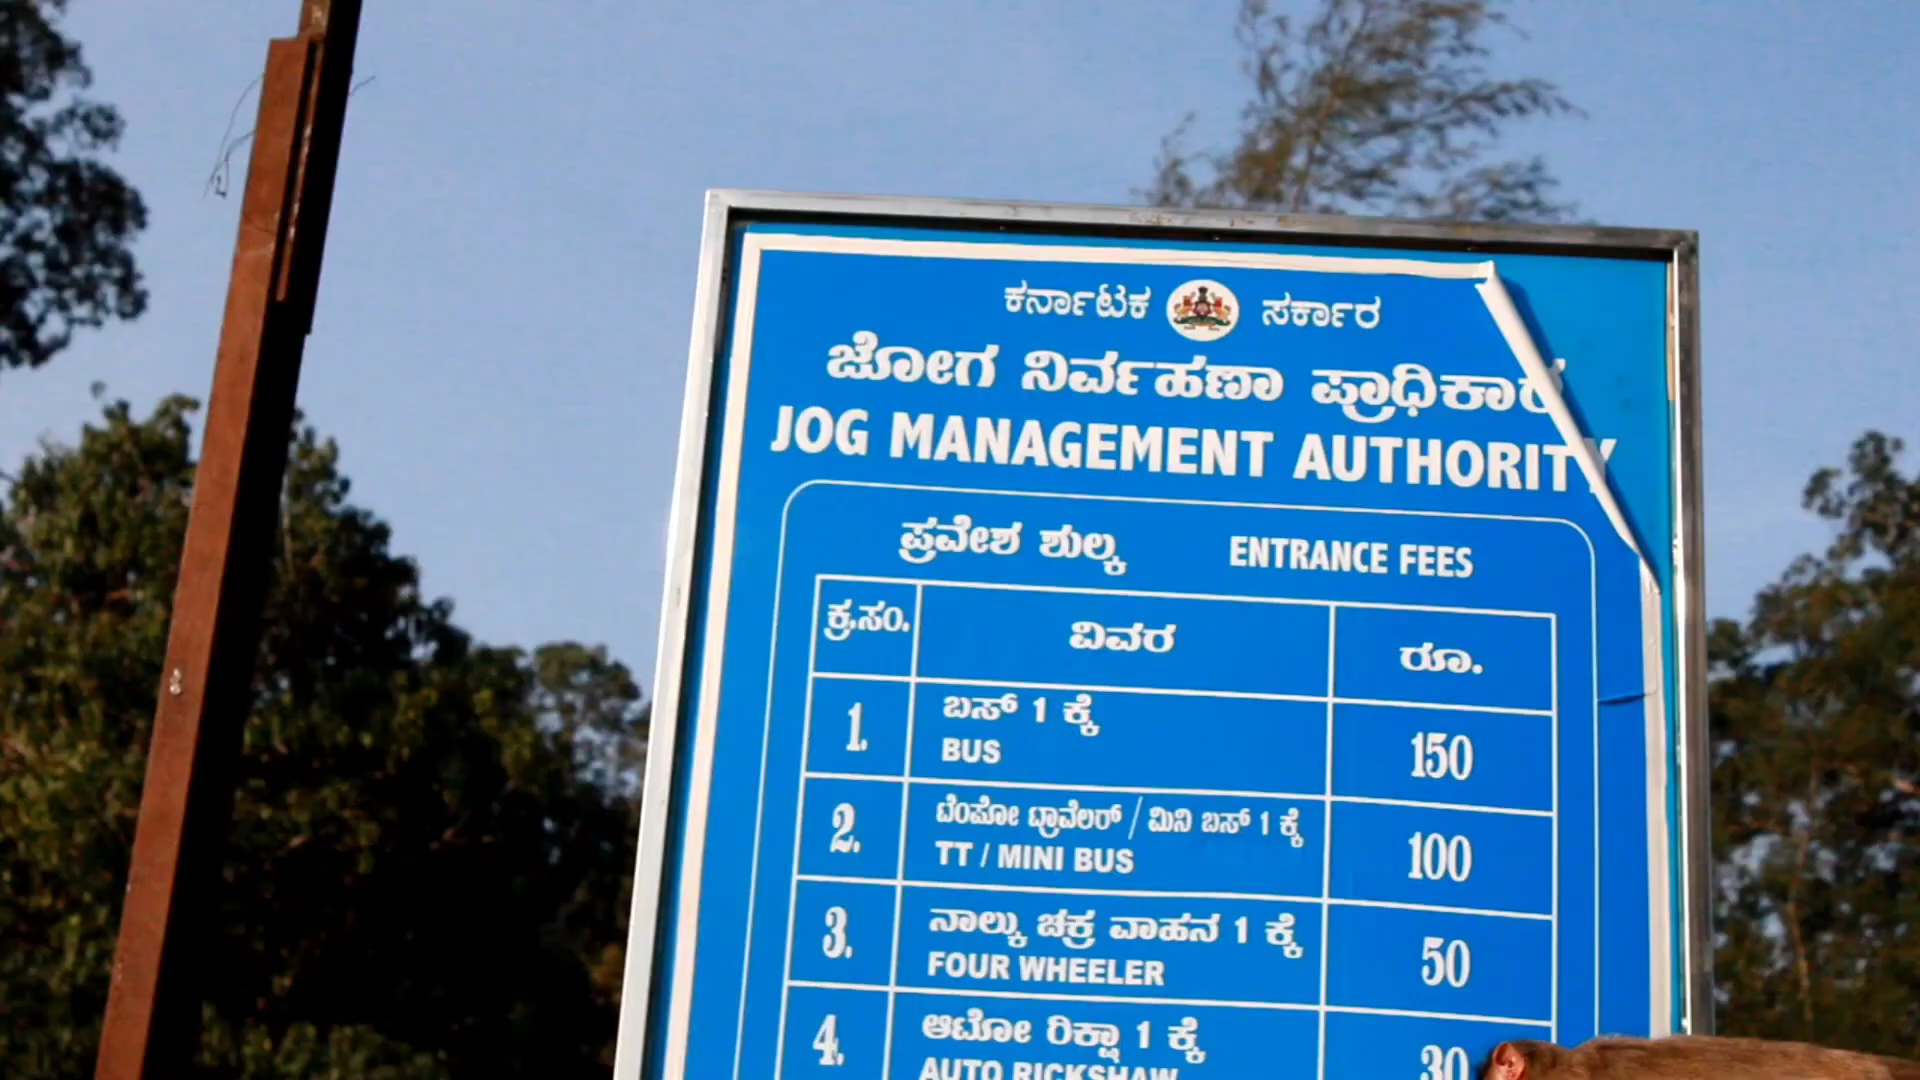 ಕರ್ನಾಟಕ ಸರ್ಕಾರ
ಜೋಗ ನಿರ್ವಹಣಾ ಪ್ರಾಧಿಕಾರ
JOG MANAGEMENT AUTHORITY
ಪ್ರವೇಶ ಶುಲ್ಕ ENTRANCE FEES
ಕ್ರ.ಸಂ. ವಿವರ ರೂ.
1. ಬಸ್ 1 ಕ್ಕೆ 150
BUS
2. ಟೆಂಪೋ ಟ್ರಾವೆಲರ್ / ಮಿನಿ ಬಸ್ 1 ಕ್ಕೆ 100
TT / MINI BUS
3. ನಾಲ್ಕು ಚಕ್ರ ವಾಹನ 1 ಕ್ಕೆ 50
FOUR WHEELER
4. ಆಟೋ ರಿಕ್ಷಾ 1 ಕ್ಕೆ 30
AUTO RICKSHAW